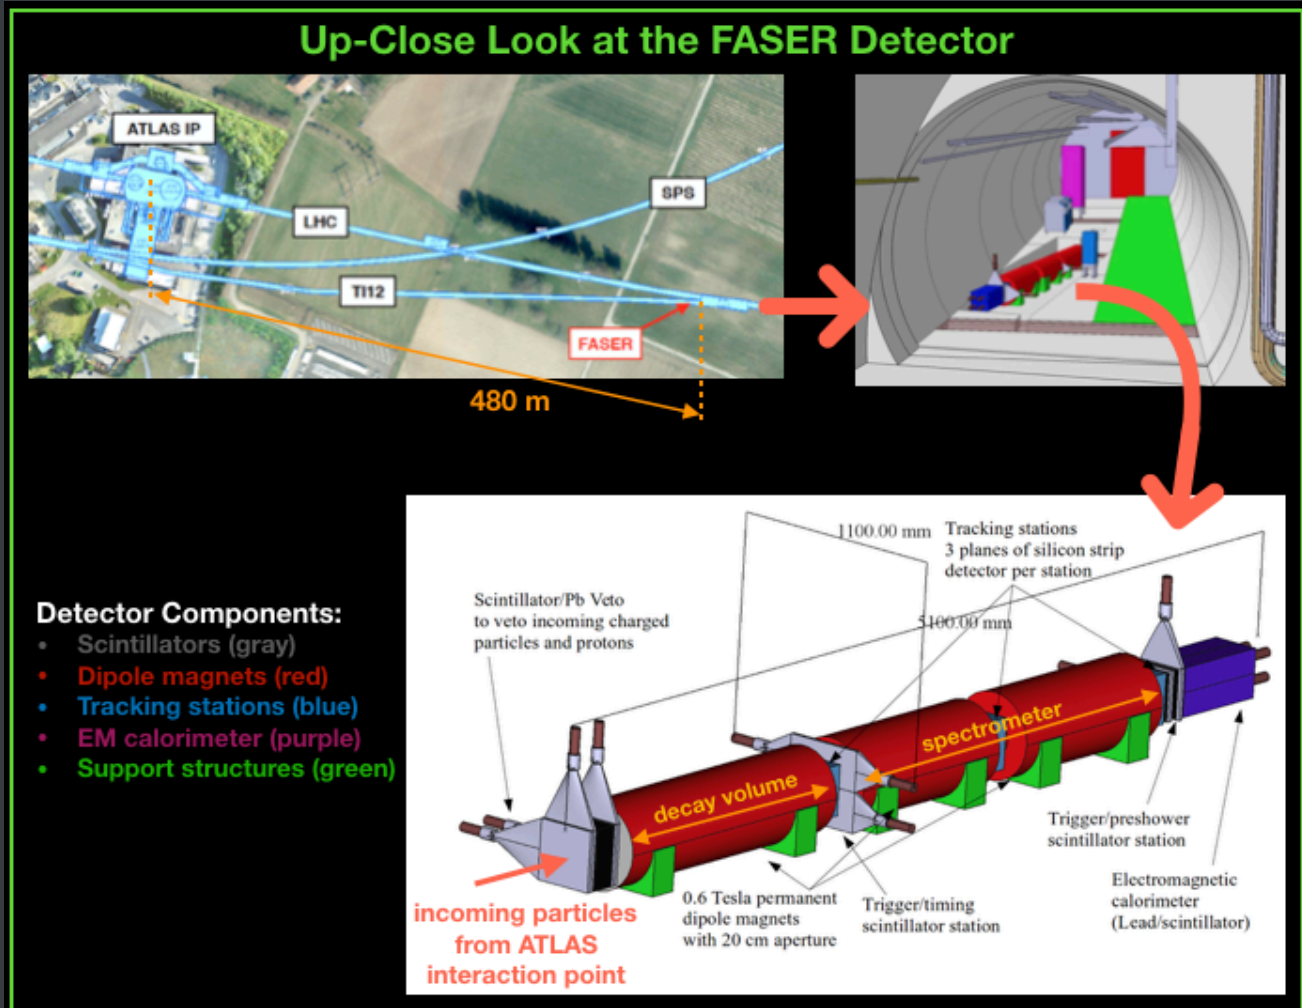 Up-Close Look at the FASER Detector
ATLAS IP
LHC
SPS
TI12
FASER
480 m
Detector Components:
• Scintillators (gray)
• Dipole magnets (red)
• Tracking stations (blue)
• EM calorimeter (purple)
• Support structures (green)
Scintillator/Pb Veto
to veto incoming charged
particles and protons
1100.00 mm
Tracking stations
3 planes of silicon strip
detector per station
5100.00 mm
decay volume
spectrometer
incoming particles
from ATLAS
interaction point
0.6 Tesla permanent
dipole magnets
with 20 cm aperture
Trigger/timing
scintillator station
Trigger/preshower
scintillator station
Electromagnetic
calorimeter
(Lead/scintillator)